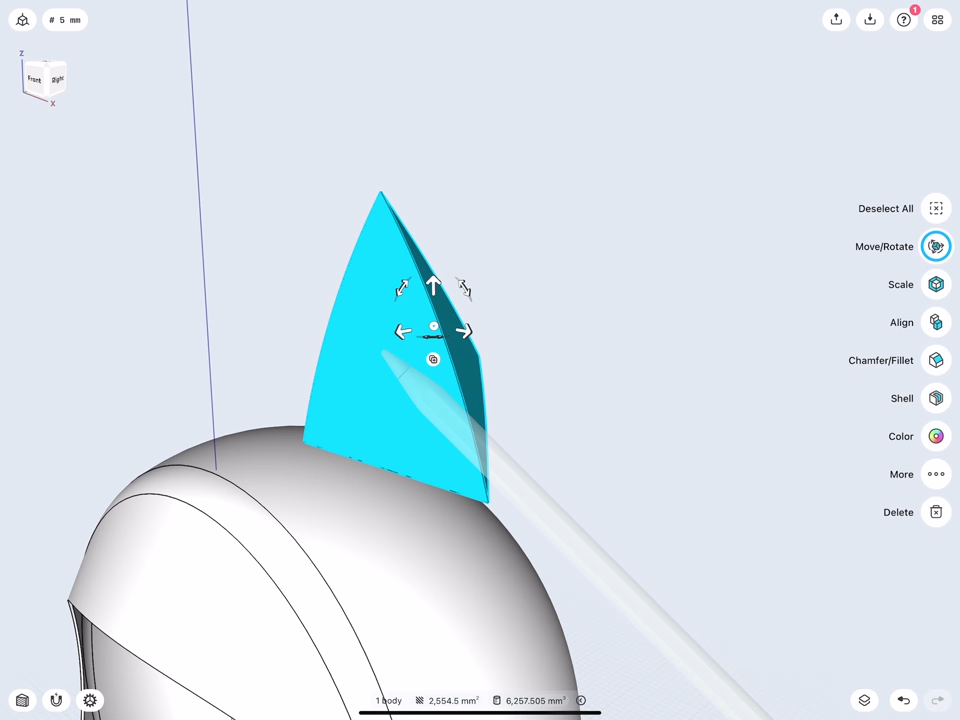 # 5 mm
1
Z
Front
Right
X
Deselect All
Move/Rotate
Scale
Align
Chamfer/Fillet
Shell
Color
More
Delete
1 body
2,554.5 mm²
6,257.505 mm³